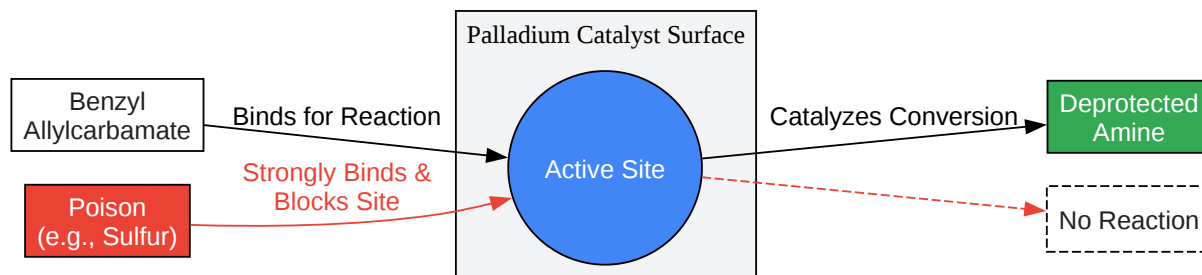 Palladium Catalyst Surface
Benzyl
Allylcarbamate
Binds for Reaction
Catalyzes Conversion
Deprotected
Amine
Strongly Binds &
Blocks Site
Active Site
Poison
(e.g., Sulfur)
No Reaction